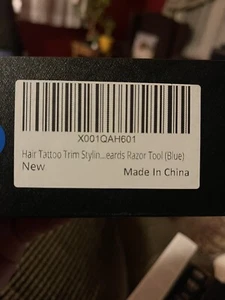 X001QAH601
Hair Tattoo Trim Stylin...eards Razor Tool (Blue)
New
Made In China